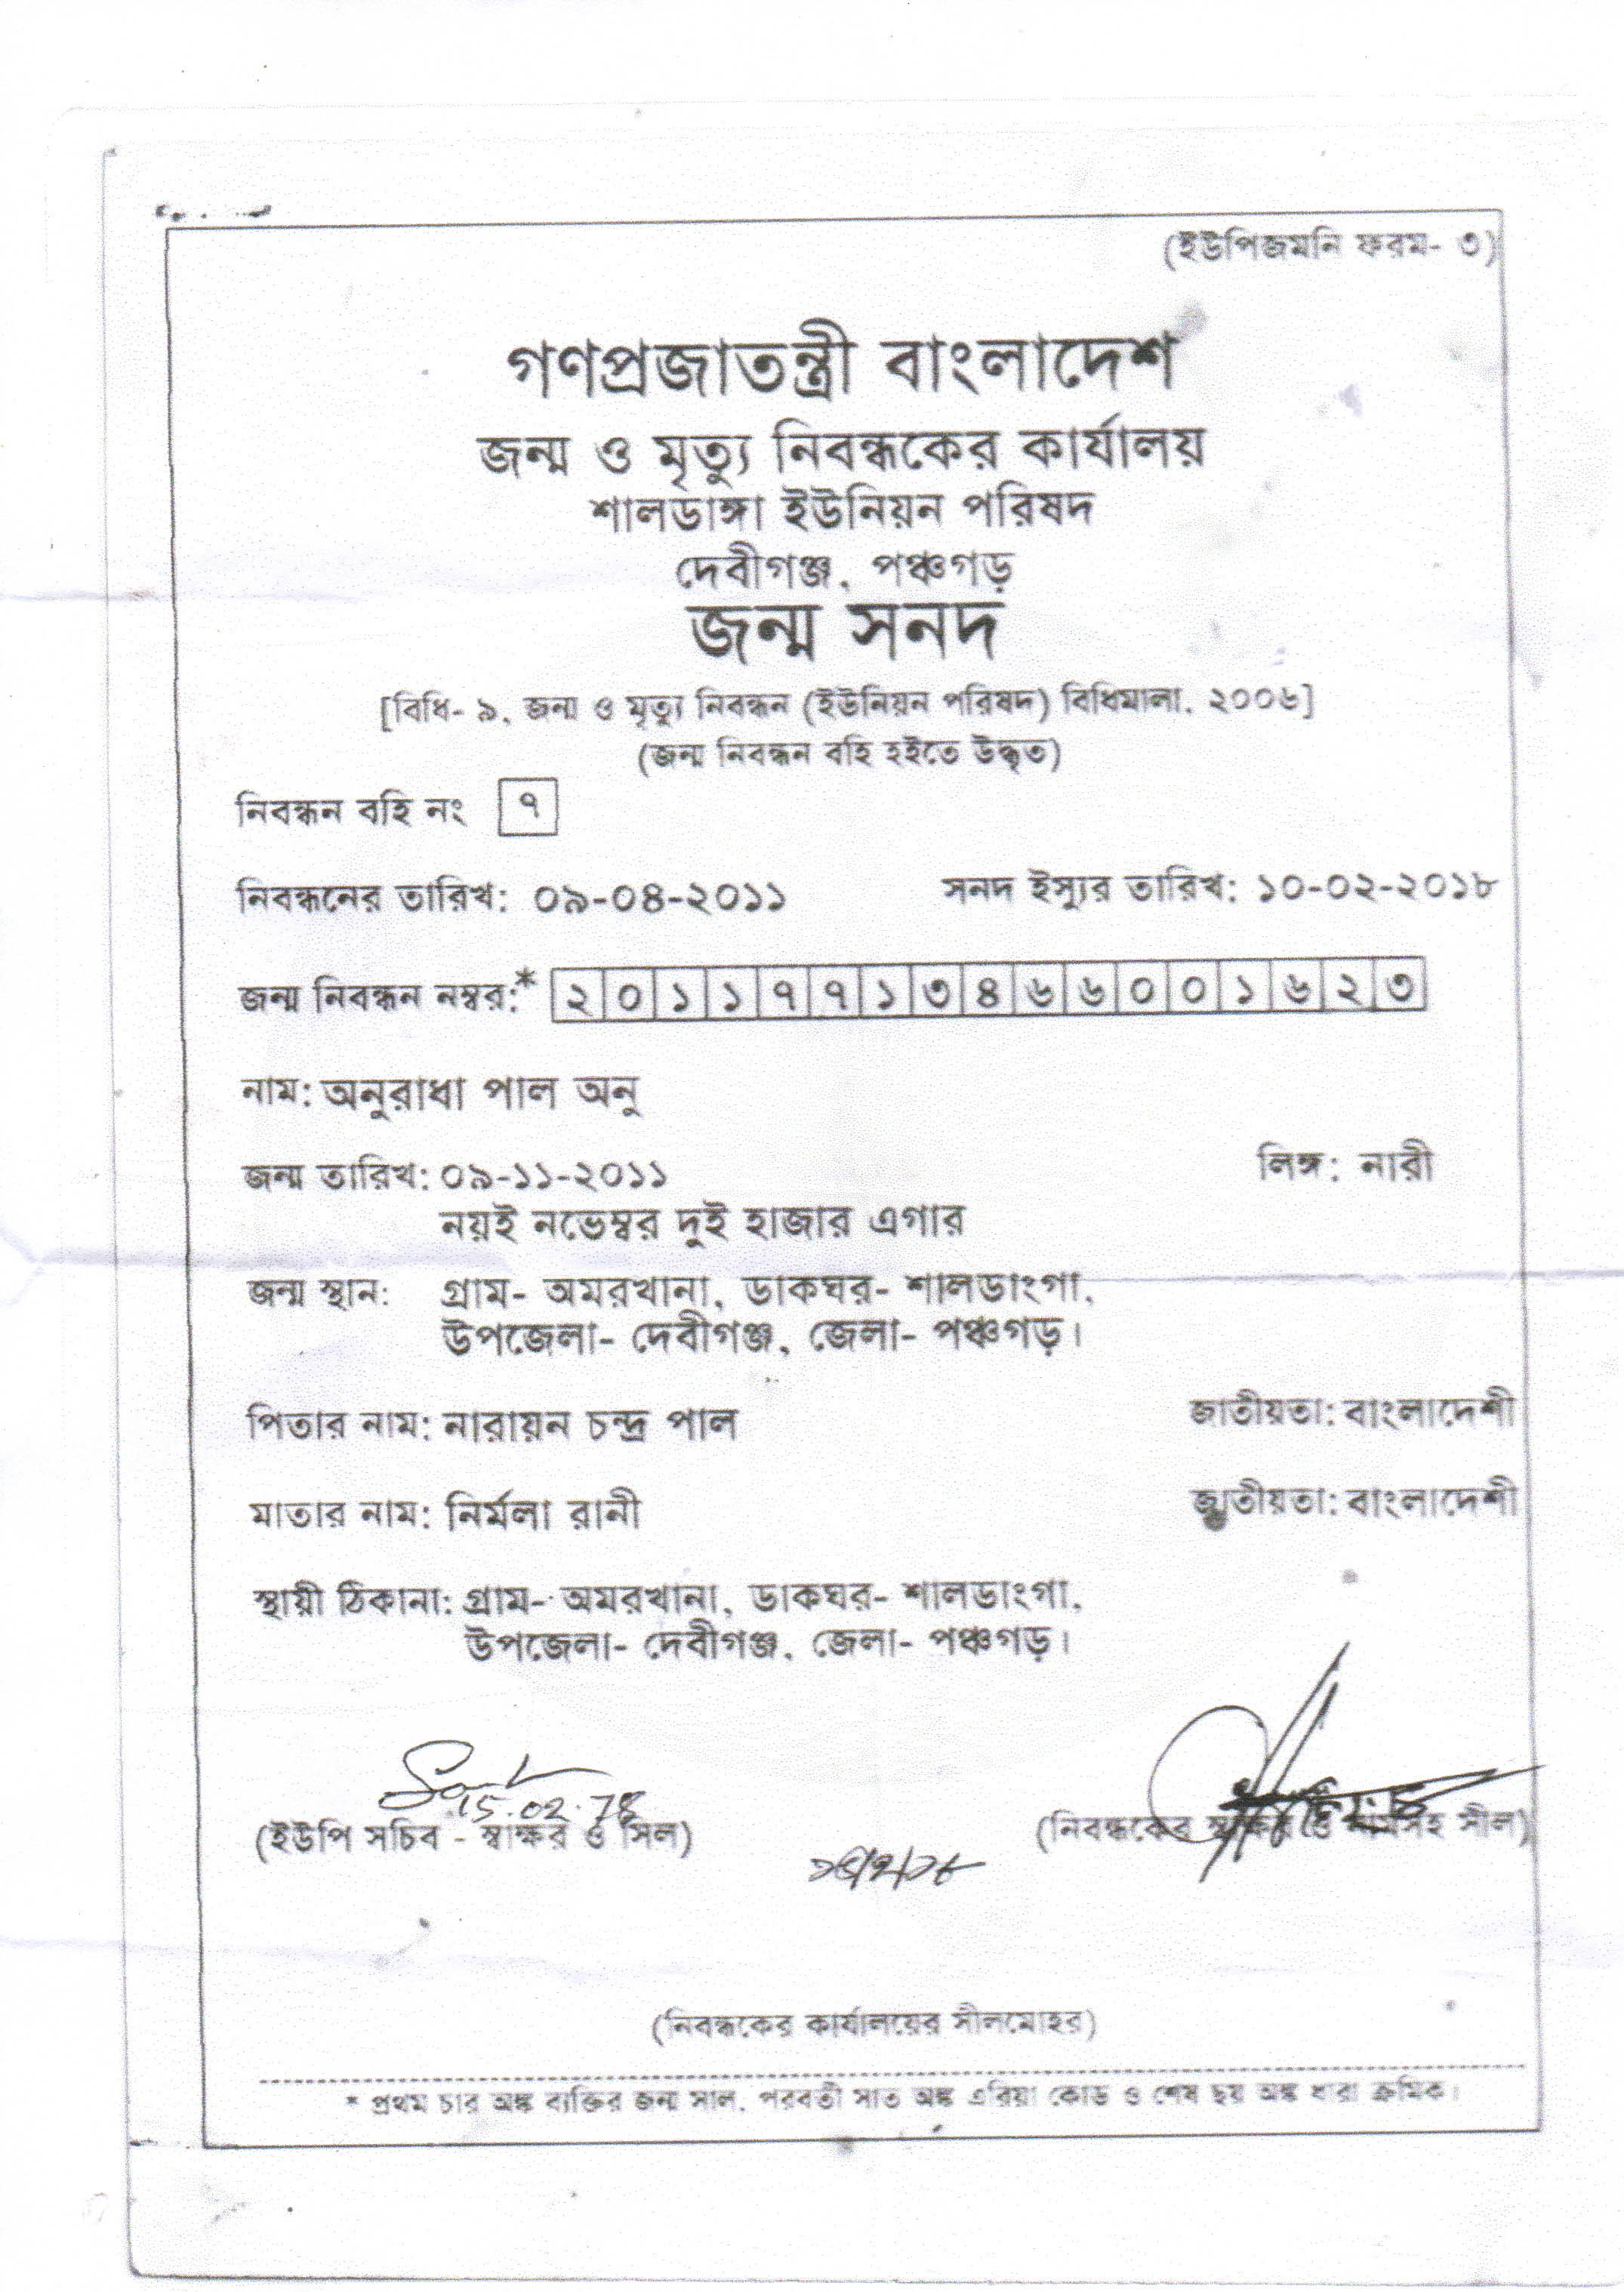 (ইউপিজমনি ফরম- ৩)
গণপ্রজাতন্ত্রী বাংলাদেশ
জন্ম ও মৃত্যু নিবন্ধকের কার্যালয়
শালডাঙ্গা ইউনিয়ন পরিষদ
দেবীগঞ্জ, পঞ্চগড়
জন্ম সনদ
[বিধি- ৯, জন্ম ও মৃত্যু নিবন্ধন (ইউনিয়ন পরিষদ) বিধিমালা, ২০০৬]
(জন্ম নিবন্ধন বহি হইতে উদ্ধৃত)
নিবন্ধন বহি নং ৭
নিবন্ধনের তারিখ: ০৯-০৪-২০১১ সনদ ইস্যুর তারিখ: ১০-০২-২০১৮
জন্ম নিবন্ধন নম্বর:* ২০১১৭৭১৩৪৬৬০০১৬২৩
নাম: অনুরাধা পাল অনু
জন্ম তারিখ: ০৯-১১-২০১১ লিঙ্গ: নারী
নয়ই নভেম্বর দুই হাজার এগার
জন্ম স্থান: গ্রাম- অমরখানা, ডাকঘর- শালডাংগা,
উপজেলা- দেবীগঞ্জ, জেলা- পঞ্চগড়।
পিতার নাম: নারায়ন চন্দ্র পাল জাতীয়তা: বাংলাদেশী
মাতার নাম: নির্মলা রানী জাতীয়তা: বাংলাদেশী
স্থায়ী ঠিকানা: গ্রাম- অমরখানা, ডাকঘর- শালডাংগা,
উপজেলা- দেবীগঞ্জ, জেলা- পঞ্চগড়।
(ইউপি সচিব - স্বাক্ষর ও সিল) (নিবন্ধকের স্বাক্ষর ও নামসহ সীল)
(নিবন্ধকের কার্যালয়ের সীলমোহর)
* প্রথম চার অঙ্ক ব্যক্তির জন্ম সাল, পরবর্তী সাত অঙ্ক এরিয়া কোড ও শেষ ছয় অঙ্ক ধারা ক্রমিক।